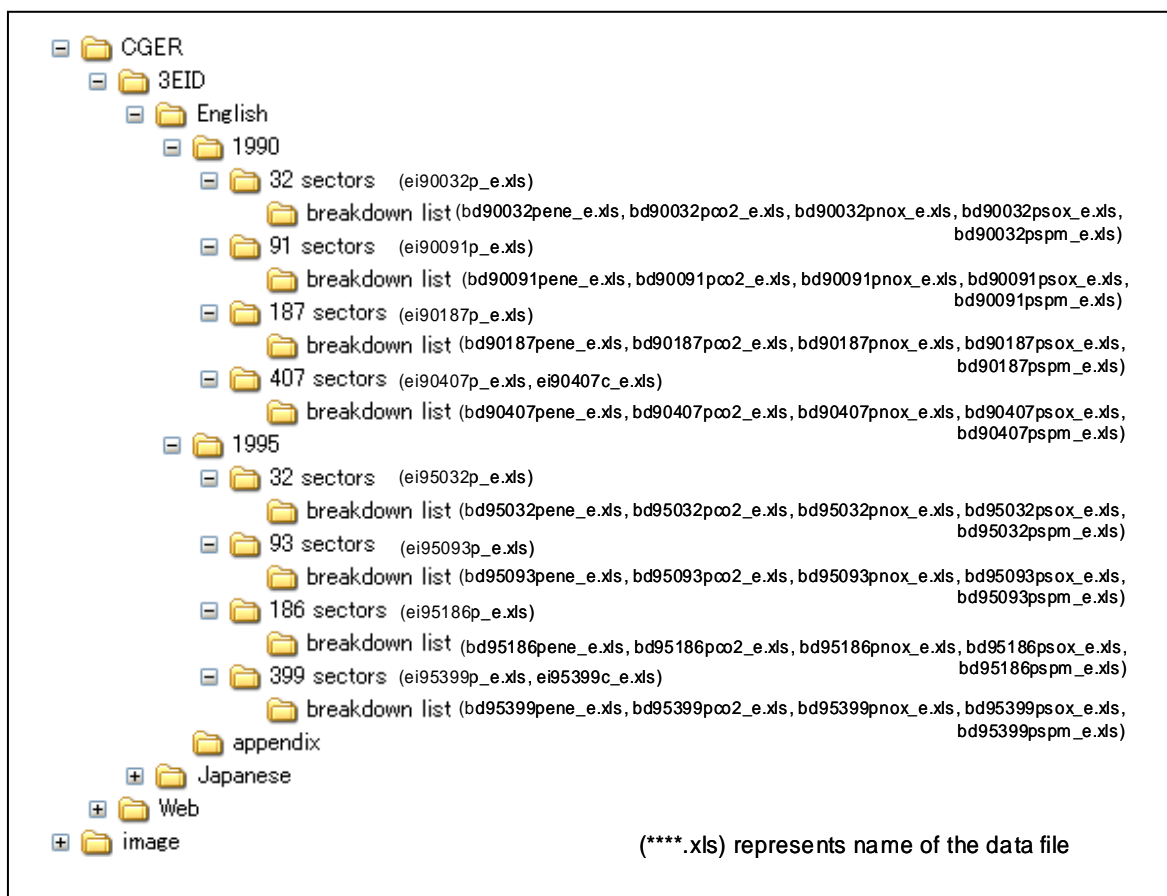 CGER
3EID
English
1990
32 sectors (ei90032p_e.xls)
breakdown list (bd90032pene_e.xls, bd90032pco2_e.xls, bd90032pnox_e.xls, bd90032psox_e.xls,
bd90032pspm_e.xls)
91 sectors (ei90091p_e.xls)
breakdown list (bd90091pene_e.xls, bd90091pco2_e.xls, bd90091pnox_e.xls, bd90091psox_e.xls,
bd90091pspm_e.xls)
187 sectors (ei90187p_e.xls)
breakdown list (bd90187pene_e.xls, bd90187pco2_e.xls, bd90187pnox_e.xls, bd90187psox_e.xls,
bd90187pspm_e.xls)
407 sectors (ei90407p_e.xls, ei90407c_e.xls)
breakdown list (bd90407pene_e.xls, bd90407pco2_e.xls, bd90407pnox_e.xls, bd90407psox_e.xls,
bd90407pspm_e.xls)
1995
32 sectors (ei95032p_e.xls)
breakdown list (bd95032pene_e.xls, bd95032pco2_e.xls, bd95032pnox_e.xls, bd95032psox_e.xls,
bd95032pspm_e.xls)
93 sectors (ei95093p_e.xls)
breakdown list (bd95093pene_e.xls, bd95093pco2_e.xls, bd95093pnox_e.xls, bd95093psox_e.xls,
bd95093pspm_e.xls)
186 sectors (ei95186p_e.xls)
breakdown list (bd95186pene_e.xls, bd95186pco2_e.xls, bd95186pnox_e.xls, bd95186psox_e.xls,
bd95186pspm_e.xls)
399 sectors (ei95399p_e.xls, ei95399c_e.xls)
breakdown list (bd95399pene_e.xls, bd95399pco2_e.xls, bd95399pnox_e.xls, bd95399psox_e.xls,
bd95399pspm_e.xls)
appendix
Japanese
Web
image
(****.xls) represents name of the data file